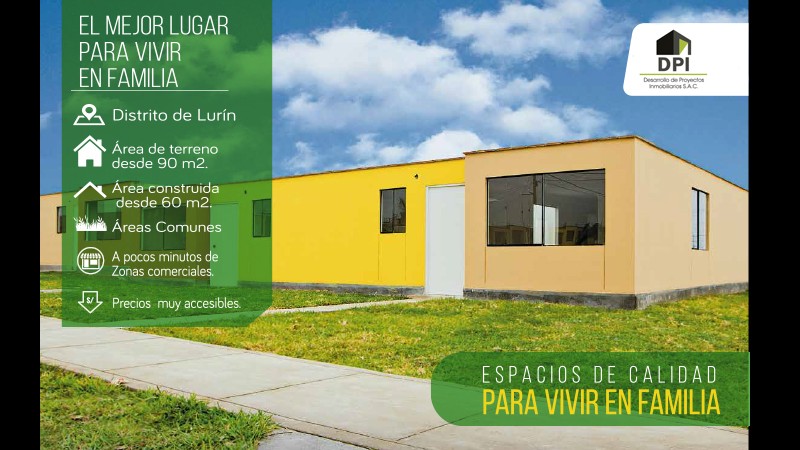 EL MEJOR LUGAR
PARA VIVIR
EN FAMILIA
Distrito de Lurín
Área de terreno
desde 90 m2.
Área construida
desde 60 m2.
Áreas Comunes
A pocos minutos de
Zonas comerciales.
S/
Precios muy accesibles.
DPI
Desarrollo de Proyectos
Inmobiliarios S.A.C.
ESPACIOS DE CALIDAD
PARA VIVIR EN FAMILIA